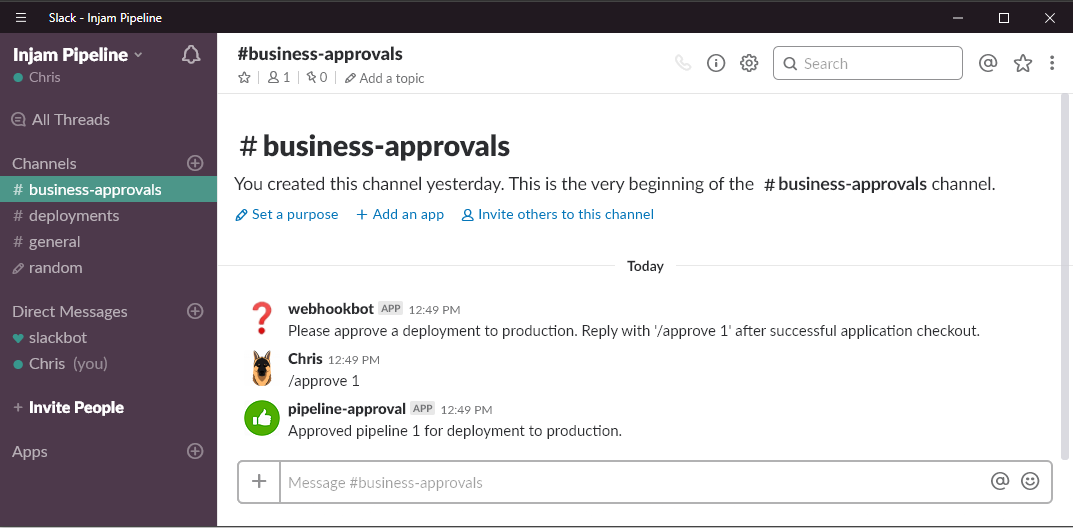 Slack - Injam Pipeline
Injam Pipeline
Chris
All Threads
Channels
# business-approvals
# deployments
# general
random
Direct Messages
slackbot
Chris (you)
+ Invite People
Apps
#business-approvals
1
0
Add a topic
Search
#business-approvals
You created this channel yesterday. This is the very beginning of the #business-approvals channel.
Set a purpose + Add an app Invite others to this channel
Today
webhookbot APP 12:49 PM
Please approve a deployment to production. Reply with '/approve 1' after successful application checkout.
Chris 12:49 PM
/approve 1
pipeline-approval APP 12:49 PM
Approved pipeline 1 for deployment to production.
Message #business-approvals